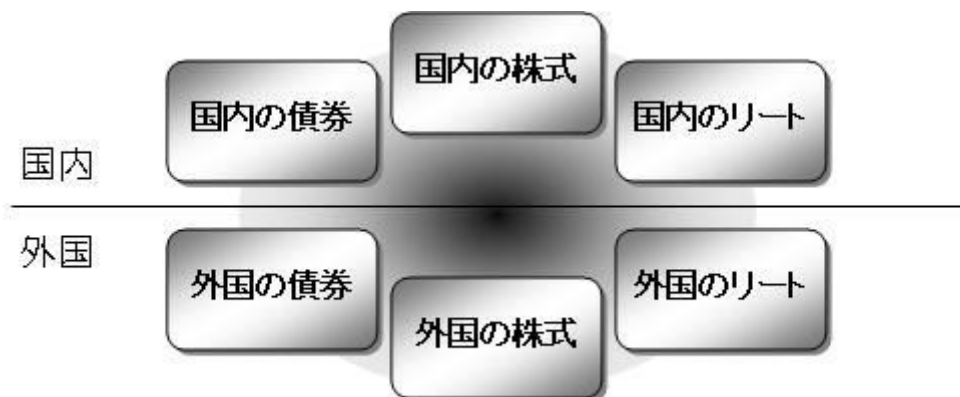 国内の株式
国内の債券
国内のリート
国内
外国
外国の債券
外国のリート
外国の株式